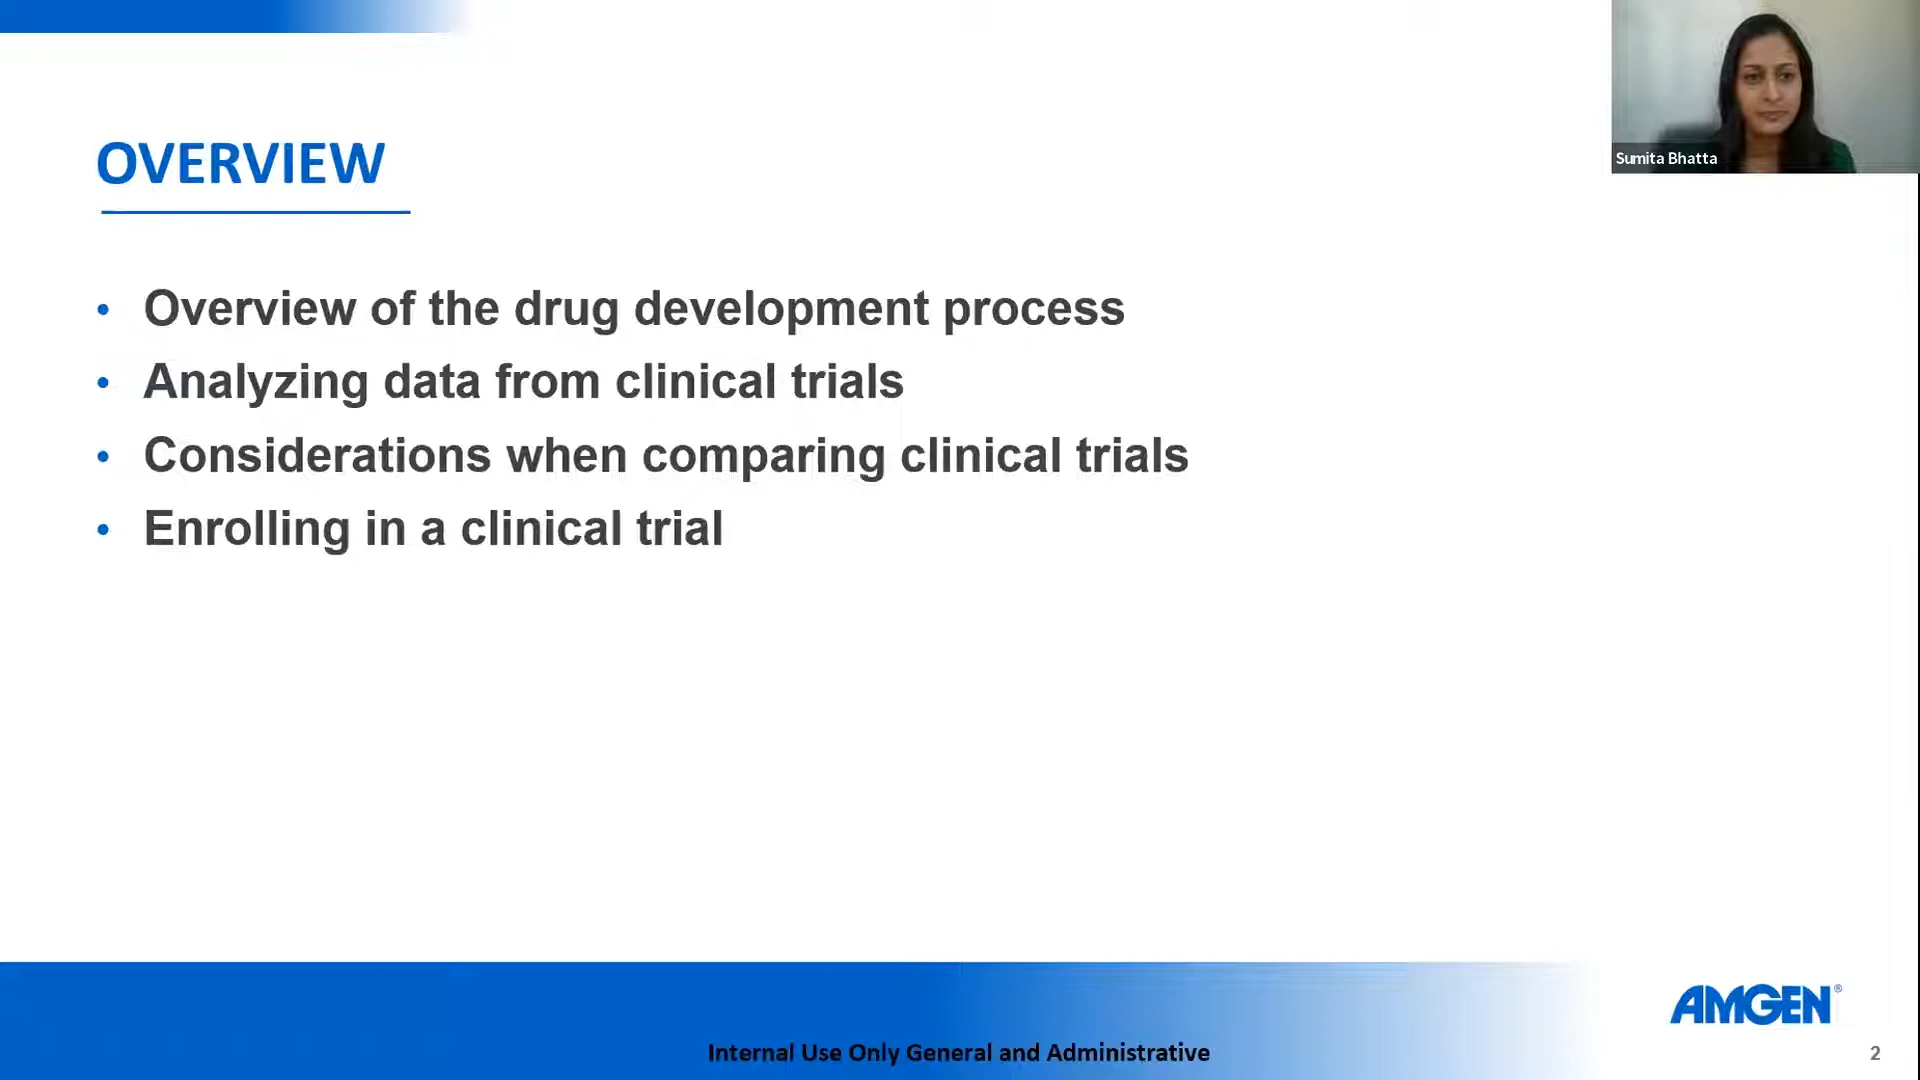 Sumita Bhatta
OVERVIEW
• Overview of the drug development process
• Analyzing data from clinical trials
• Considerations when comparing clinical trials
• Enrolling in a clinical trial
AMGEN®
Internal Use Only General and Administrative
2